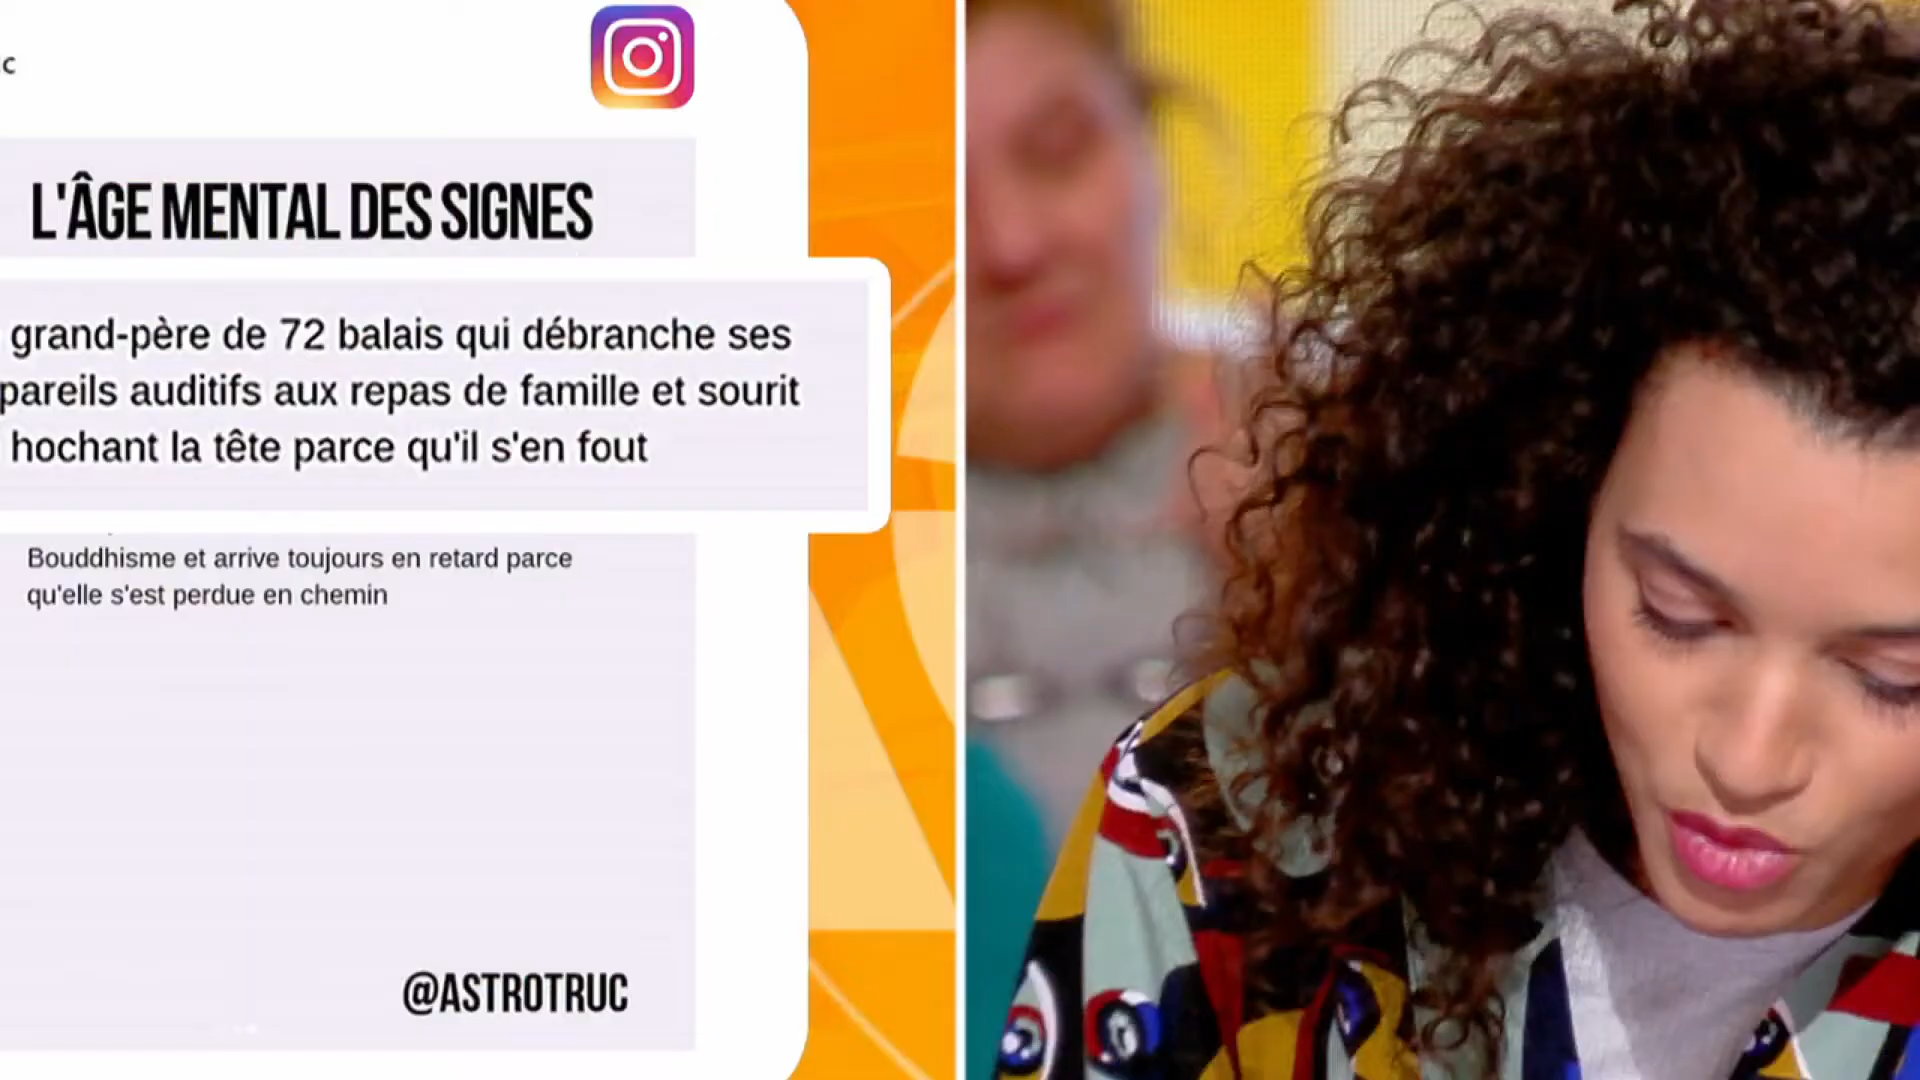 L'ÂGE MENTAL DES SIGNES
grand-père de 72 balais qui débranche ses
pareils auditifs aux repas de famille et sourit
hochant la tête parce qu'il s'en fout
Bouddhisme et arrive toujours en retard parce
qu'elle s'est perdue en chemin
@ASTROTRUC